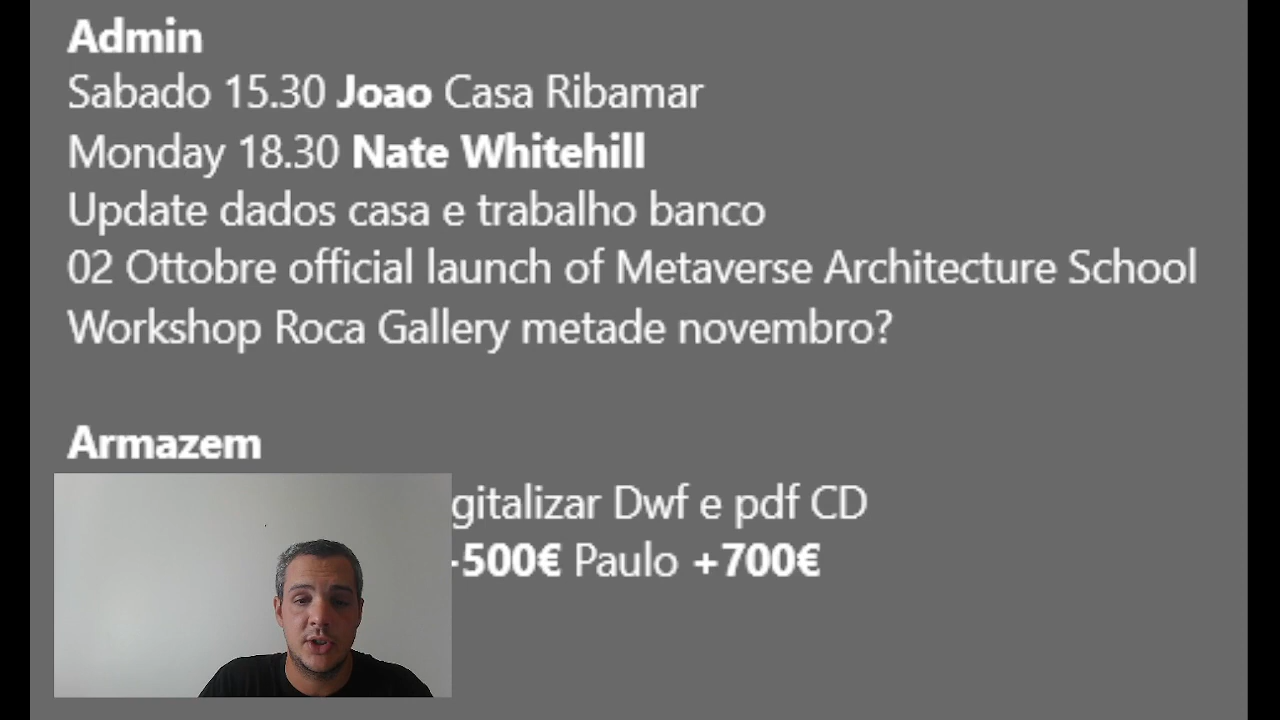 Admin
Sabado 15.30 Joao Casa Ribamar
Monday 18.30 Nate Whitehill
Update dados casa e trabalho banco
02 Ottobre official launch of Metaverse Architecture School
Workshop Roca Gallery metade novembro?
Armazem
gitalizar Dwf e pdf CD
500€ Paulo +700€